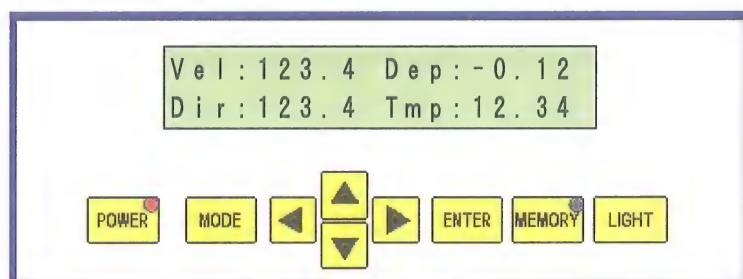 Vel:123.4 Dep:-0.12
Dir:123.4 Tmp:12.34
POWER MODE ENTER MEMORY LIGHT